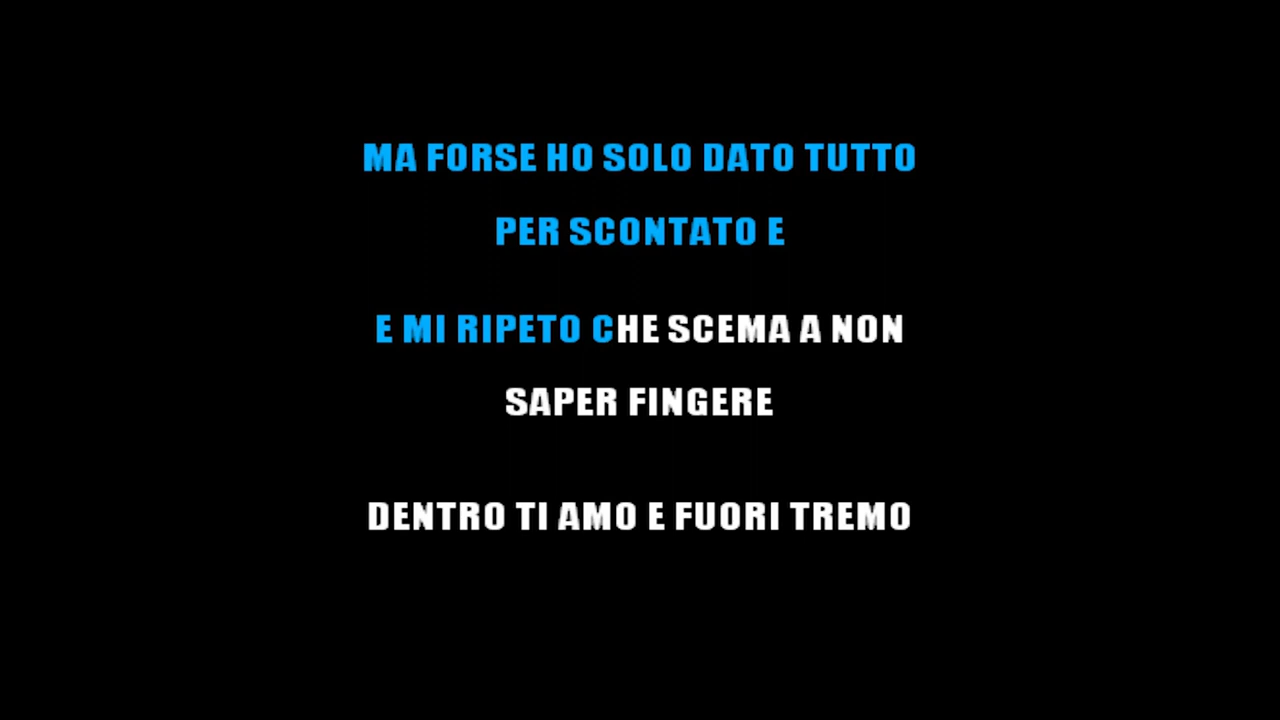 MA FORSE HO SOLO DATO TUTTO
PER SCONTATO E
E MI RIPETO CHE SCEMA A NON
SAPER FINGERE
DENTRO TI AMO E FUORI TREMO